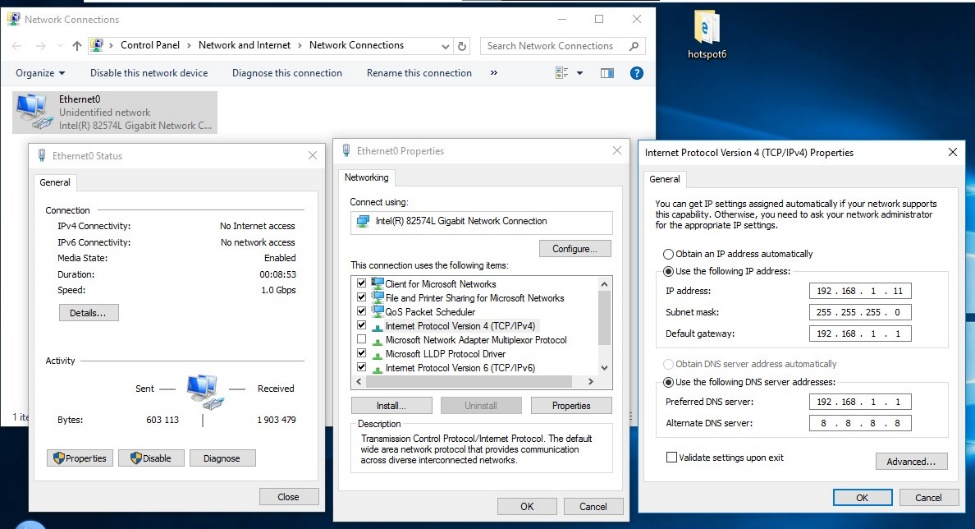 Network Connections
Control Panel > Network and Internet > Network Connections
Search Network Connections
Organize
Disable this network device
Diagnose this connection
Rename this connection
»
Ethernet0
Unidentified network
Intel(R) 82574L Gigabit Network C...
hotspot6
1 ite
Ethernet0 Status
General
Connection
IPv4 Connectivity: No Internet access
IPv6 Connectivity: No network access
Media State: Enabled
Duration: 00:08:53
Speed: 1.0 Gbps
Details...
Activity
Sent — — Received
Bytes: 603 113 | 1 903 479
Properties
Disable
Diagnose
Close
Ethernet0 Properties
Networking
Connect using:
Intel(R) 82574L Gigabit Network Connection
Configure...
This connection uses the following items:
Client for Microsoft Networks
File and Printer Sharing for Microsoft Networks
QoS Packet Scheduler
Internet Protocol Version 4 (TCP/IPv4)
Microsoft Network Adapter Multiplexor Protocol
Microsoft LLDP Protocol Driver
Internet Protocol Version 6 (TCP/IPv6)
Install...
Uninstall
Properties
Description
Transmission Control Protocol/Internet Protocol. The default
wide area network protocol that provides communication
across diverse interconnected networks.
OK
Cancel
Internet Protocol Version 4 (TCP/IPv4) Properties
General
You can get IP settings assigned automatically if your network supports
this capability. Otherwise, you need to ask your network administrator
for the appropriate IP settings.
Obtain an IP address automatically
Use the following IP address:
IP address: 192 . 168 . 1 . 11
Subnet mask: 255 . 255 . 255 . 0
Default gateway: 192 . 168 . 1 . 1
Obtain DNS server address automatically
Use the following DNS server addresses:
Preferred DNS server: 192 . 168 . 1 . 1
Alternate DNS server: 8 . 8 . 8 . 8
Validate settings upon exit
Advanced...
OK
Cancel